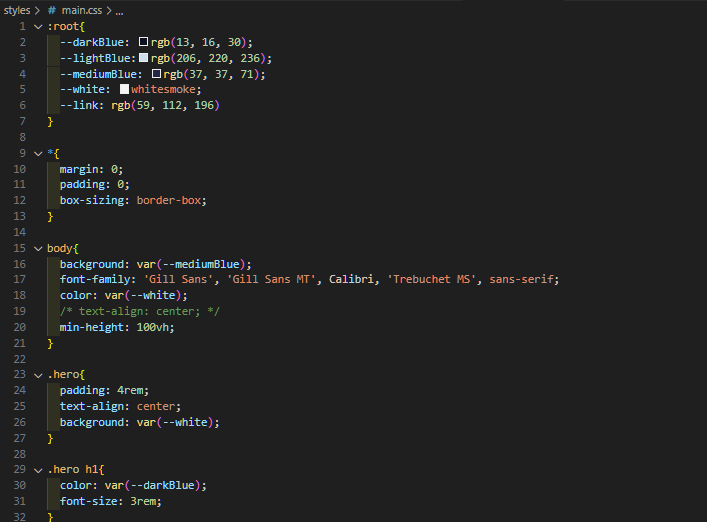 styles > # main.css > ...
1 :root{
2 --darkBlue: rgb(13, 16, 30);
3 --lightBlue: rgb(206, 220, 236);
4 --mediumBlue: rgb(37, 37, 71);
5 --white: whitesmoke;
6 --link: rgb(59, 112, 196)
7 }
8
9 *{
10 margin: 0;
11 padding: 0;
12 box-sizing: border-box;
13 }
14
15 body{
16 background: var(--mediumBlue);
17 font-family: 'Gill Sans', 'Gill Sans MT', Calibri, 'Trebuchet MS', sans-serif;
18 color: var(--white);
19 /* text-align: center; */
20 min-height: 100vh;
21 }
22
23 .hero{
24 padding: 4rem;
25 text-align: center;
26 background: var(--white);
27 }
28
29 .hero h1{
30 color: var(--darkBlue);
31 font-size: 3rem;
32 }